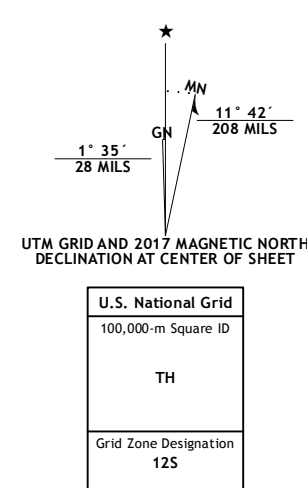 ★
MN
GN
11° 42´
208 MILS
1° 35´
28 MILS
UTM GRID AND 2017 MAGNETIC NORTH
DECLINATION AT CENTER OF SHEET
U.S. National Grid
100,000-m Square ID
TH
Grid Zone Designation
12S